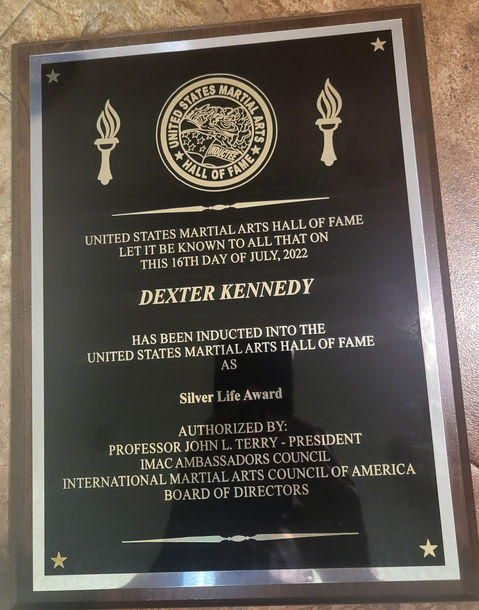 UNITED STATES MARTIAL ARTS
INDUCTEE
HALL OF FAME
UNITED STATES MARTIAL ARTS HALL OF FAME
LET IT BE KNOWN TO ALL THAT ON
THIS 16TH DAY OF JULY, 2022
DEXTER KENNEDY
HAS BEEN INDUCTED INTO THE
UNITED STATES MARTIAL ARTS HALL OF FAME
AS
Silver Life Award
AUTHORIZED BY:
PROFESSOR JOHN L. TERRY - PRESIDENT
IMAC AMBASSADORS COUNCIL
INTERNATIONAL MARTIAL ARTS COUNCIL OF AMERICA
BOARD OF DIRECTORS